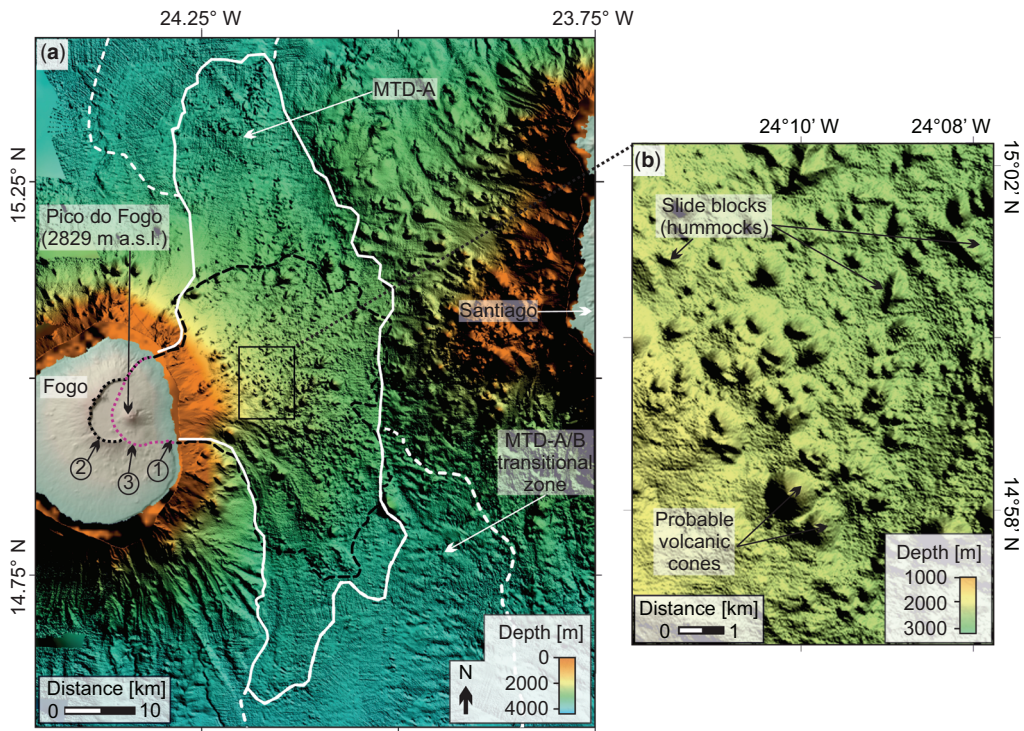 24.25° W
23.75° W
(a)
MTD-A
15.25° N
Pico do Fogo
(2829 m a.s.l.)
Santiago
Fogo
MTD-A/B
transitional
zone
2
3
1
14.75° N
Distance [km]
0 10
N
Depth [m]
0
2000
4000
24°10' W
24°08' W
(b)
15°02' N
Slide blocks
(hummocks)
14°58' N
Probable
volcanic
cones
Distance [km]
0 1
Depth [m]
1000
2000
3000